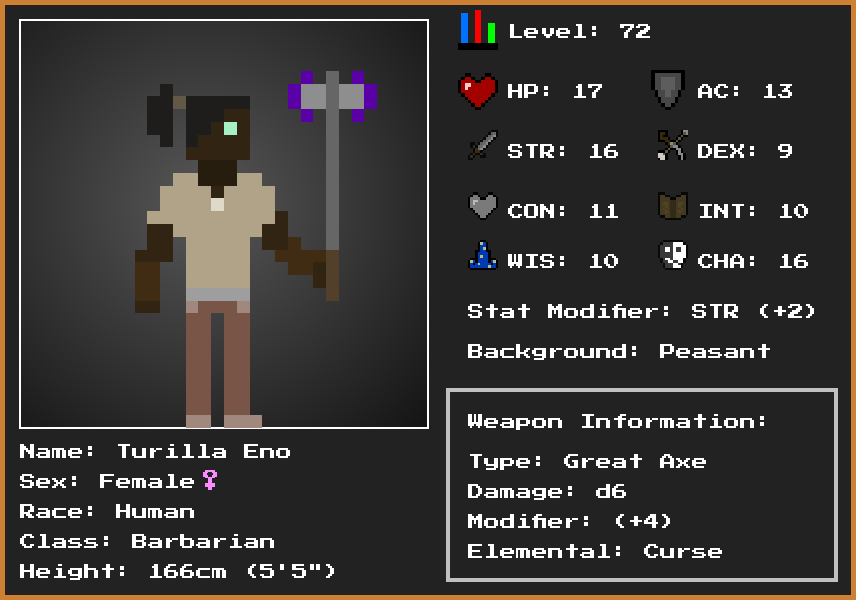 Level: 72
HP: 17 AC: 13
STR: 16 DEX: 9
CON: 11 INT: 10
WIS: 10 CHA: 16
Stat Modifier: STR (+2)
Background: Peasant
Weapon Information:
Type: Great Axe
Damage: d6
Modifier: (+4)
Elemental: Curse
Name: Turilla Eno
Sex: Female♀
Race: Human
Class: Barbarian
Height: 166cm (5'5")